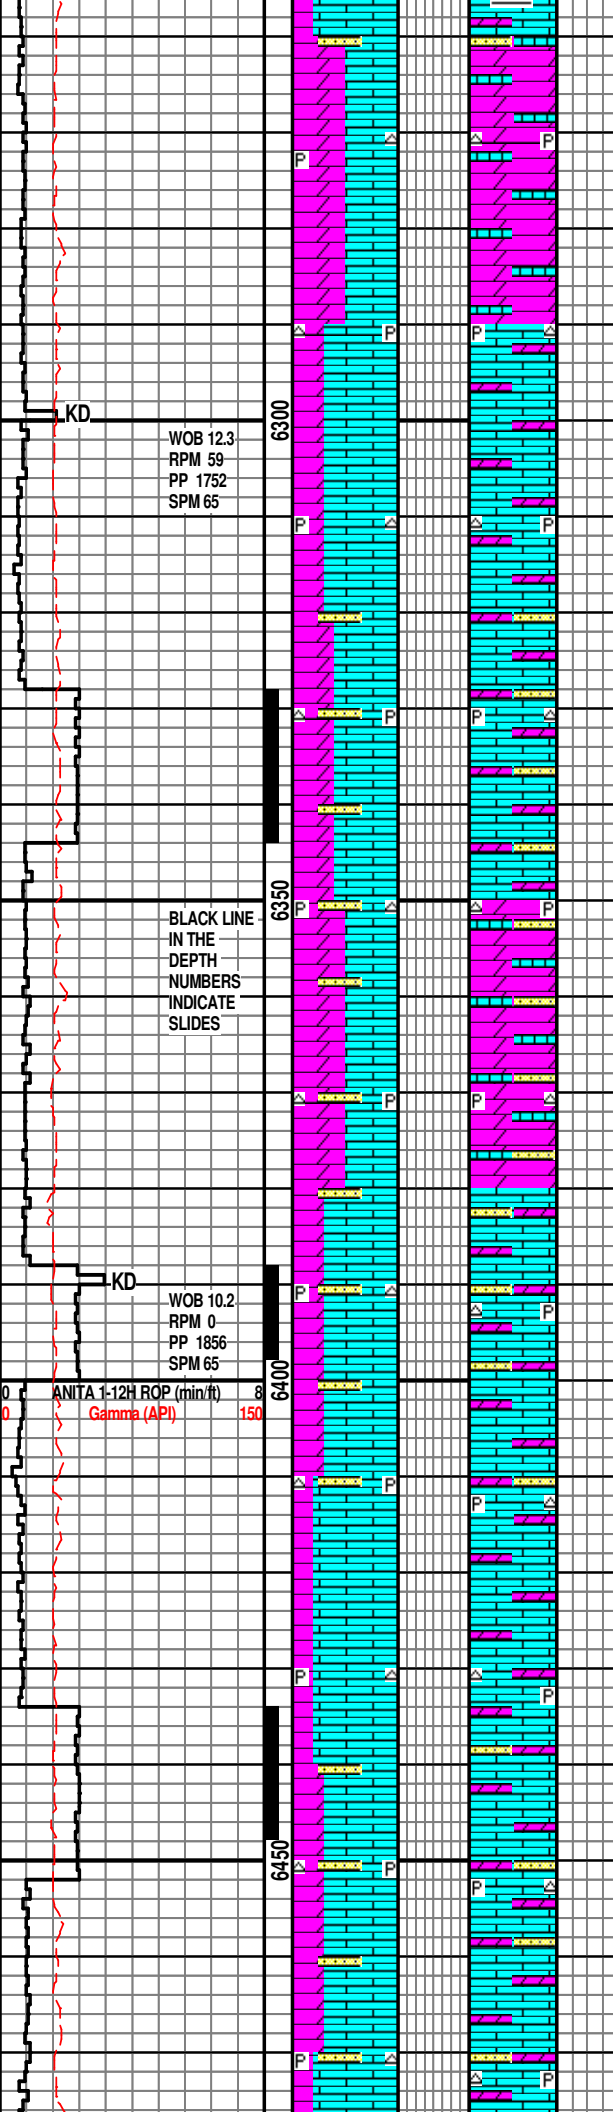 P
P
P
P
KD
6300
WOB 12.3
RPM 59
PP 1752
SPM 65
P
P
P
P
6350
P
P
BLACK LINE
IN THE
DEPTH
NUMBERS
INDICATE
SLIDES
P
P
KD
P
P
WOB 10.2
RPM 0
PP 1856
SPM 65
6400
0 ANITA 1-12H ROP (min/ft) 8
0 Gamma (API) 150
P
P
P
P
6450
P
P
P
P